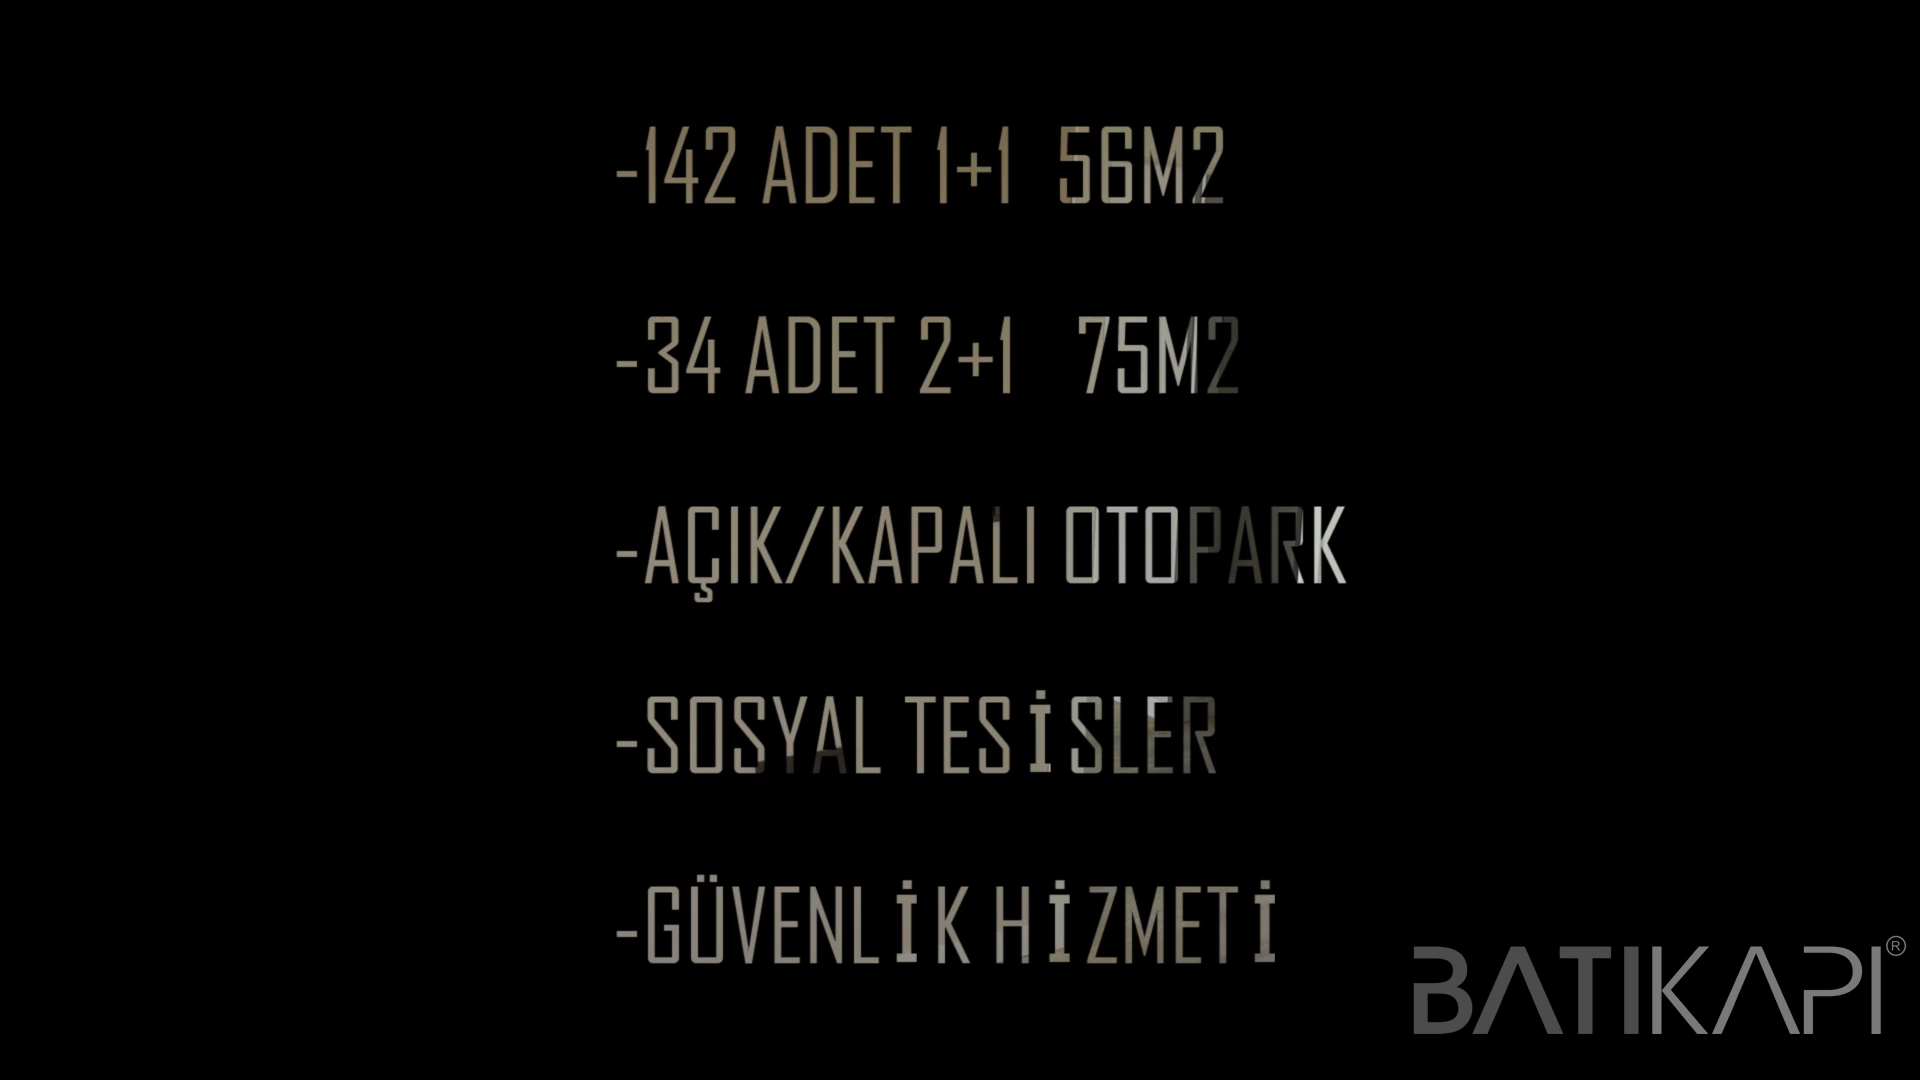 -142 ADET 1+1 56M2
-34 ADET 2+1 75M2
-AÇIK/KAPALI OTOPARK
-SOSYAL TESİSLER
-GÜVENLİK HİZMETİ
BATIKAPI®